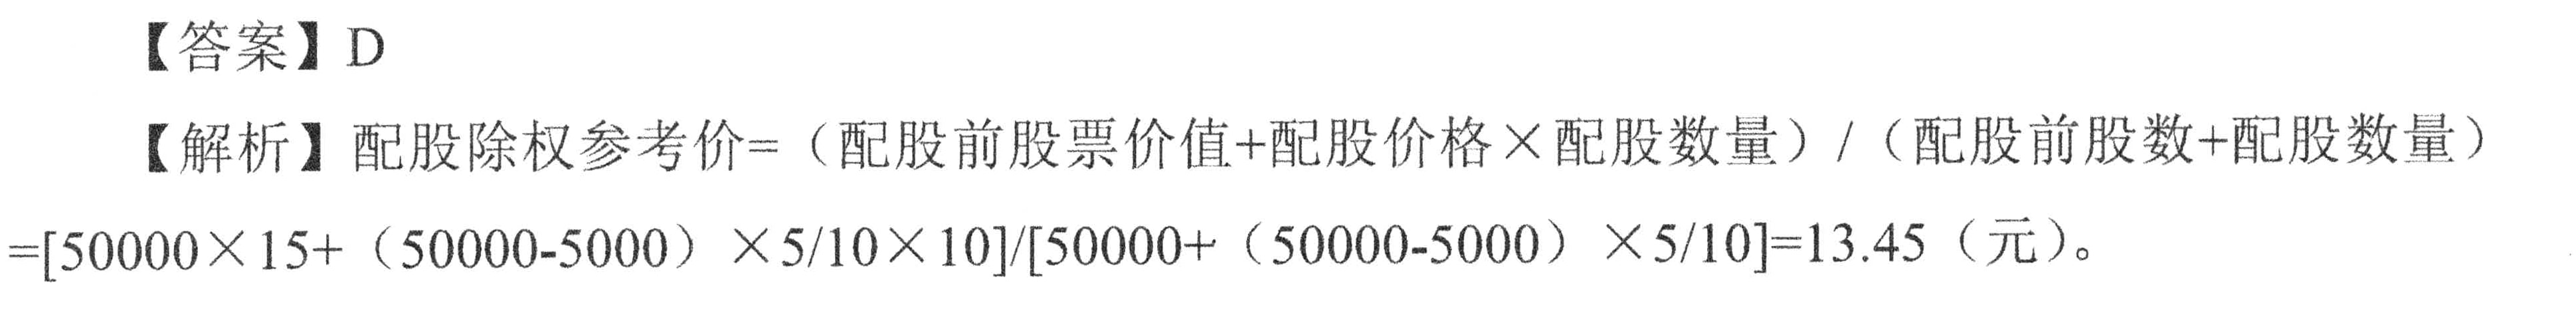 【答案】D
【解析】配股除权参考价=（配股前股票价值+配股价格×配股数量）/（配股前股数+配股数量）
=[50000×15+（50000-5000）×5/10×10]/[50000+（50000-5000）×5/10]=13.45（元）。